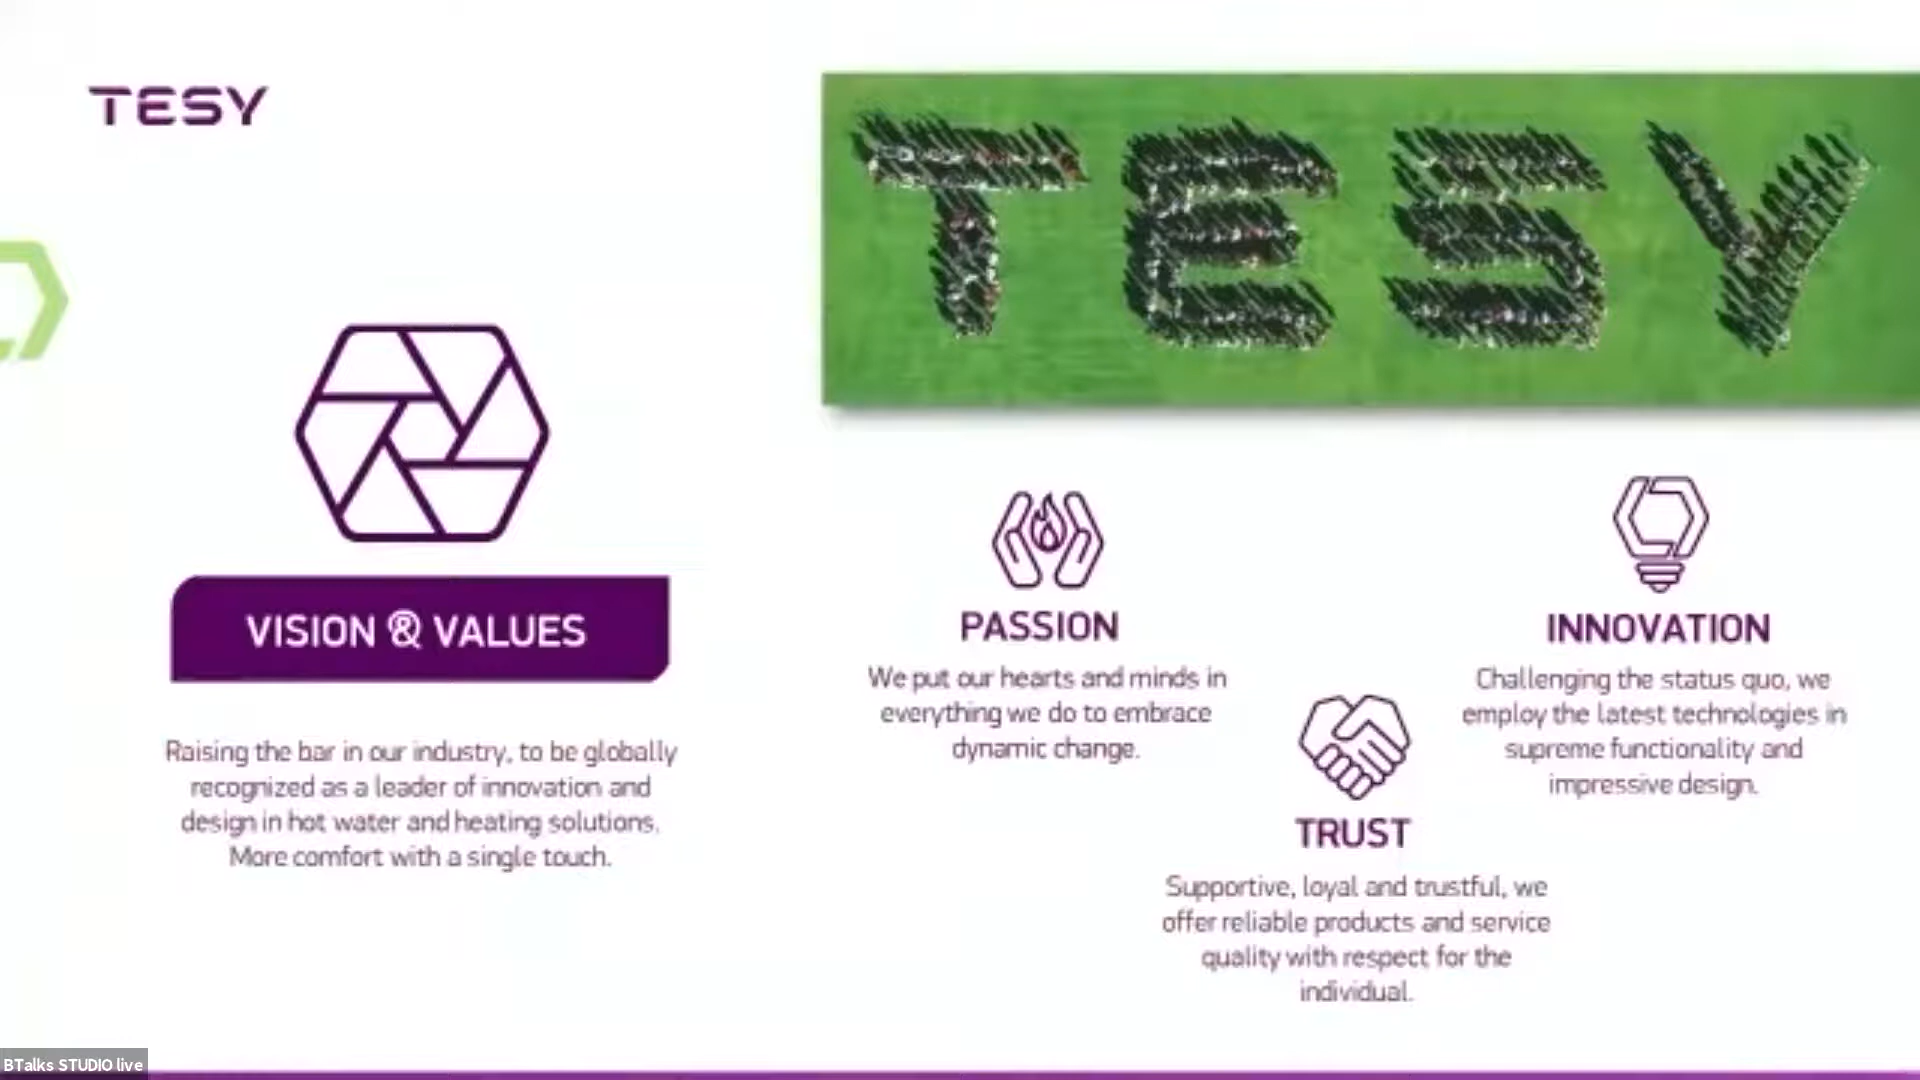 TESY
TESY
VISION & VALUES
Raising the bar in our industry, to be globally
recognized as a leader of innovation and
design in hot water and heating solutions.
More comfort with a single touch.
PASSION
We put our hearts and minds in
everything we do to embrace
dynamic change.
INNOVATION
Challenging the status quo, we
employ the latest technologies in
supreme functionality and
impressive design.
TRUST
Supportive, loyal and trustful, we
offer reliable products and service
quality with respect for the
individual.
BTalks STUDIO live